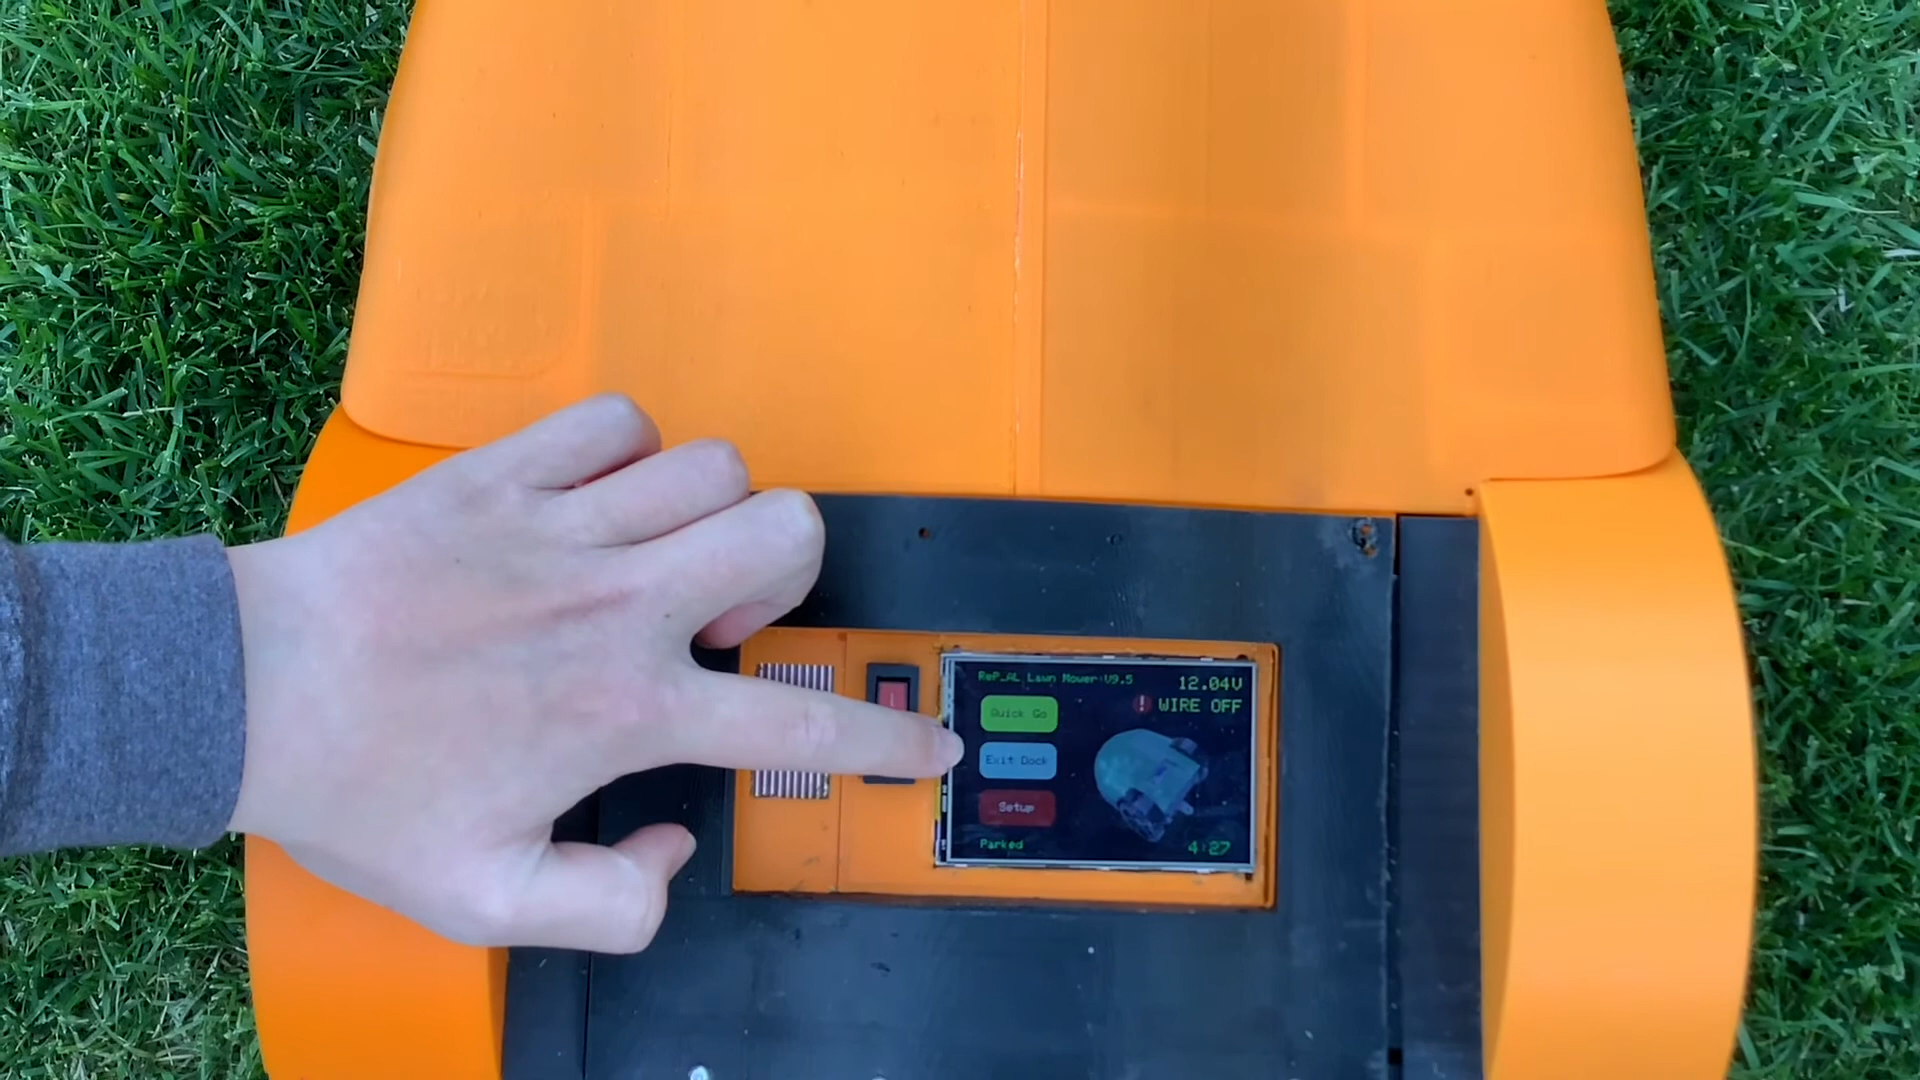 ReP_AL Lawn Mower V9.5
12.04V
! WIRE OFF
Quick Go
Exit Dock
Setup
Parked
4:27